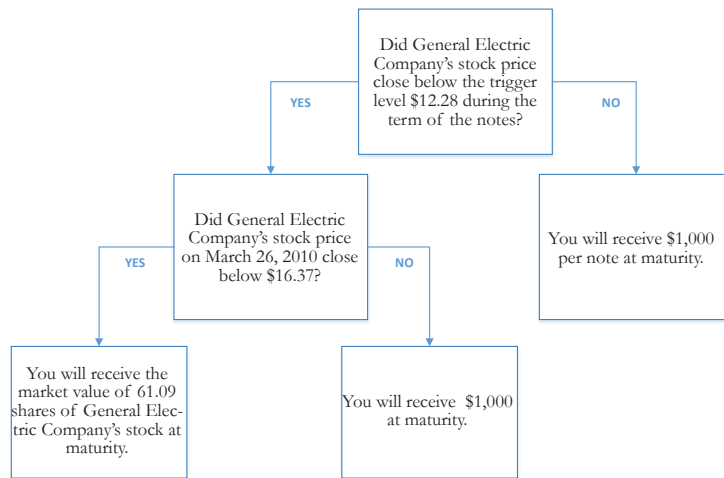 Did General Electric
Company's stock price
close below the trigger
level $12.28 during the
term of the notes?
YES
NO
Did General Electric
Company's stock price
on March 26, 2010 close
below $16.37?
You will receive $1,000
per note at maturity.
YES
NO
You will receive the
market value of 61.09
shares of General Elec-
tric Company's stock at
maturity.
You will receive $1,000
at maturity.